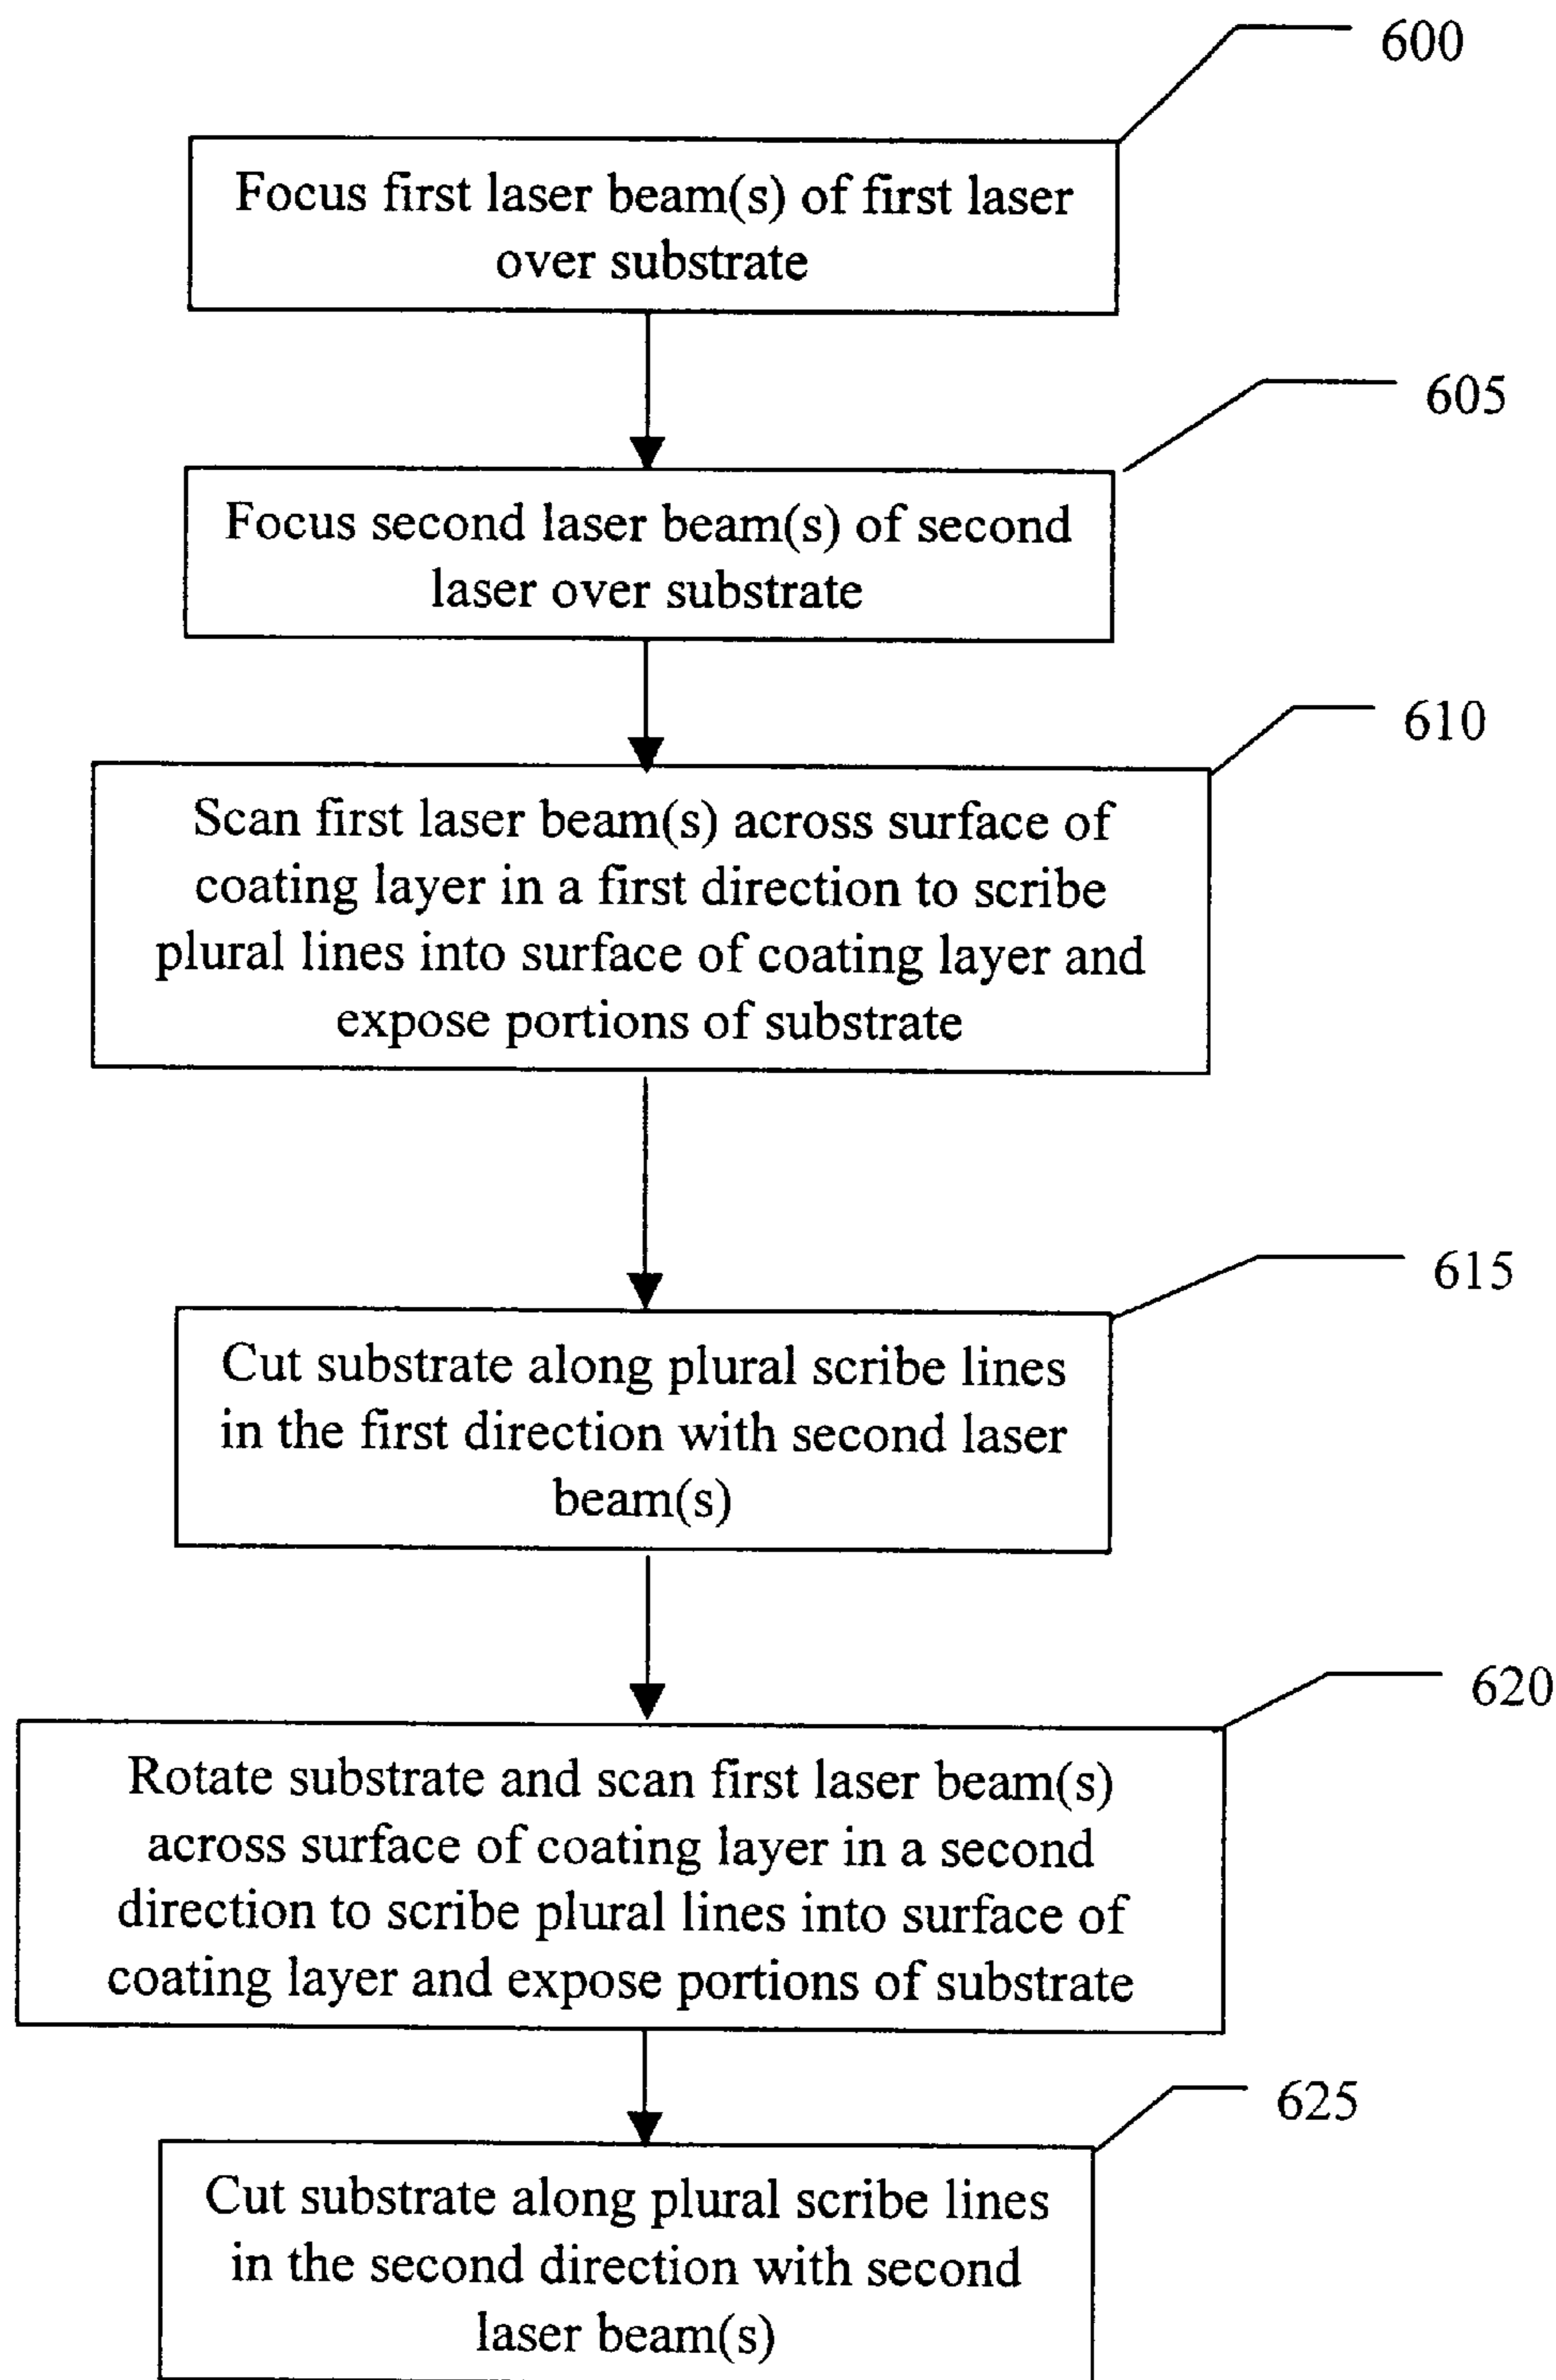 600
Focus first laser beam(s) of first laser
over substrate
605
Focus second laser beam(s) of second
laser over substrate
610
Scan first laser beam(s) across surface of
coating layer in a first direction to scribe
plural lines into surface of coating layer and
expose portions of substrate
615
Cut substrate along plural scribe lines
in the first direction with second laser
beam(s)
620
Rotate substrate and scan first laser beam(s)
across surface of coating layer in a second
direction to scribe plural lines into surface of
coating layer and expose portions of substrate
625
Cut substrate along plural scribe lines
in the second direction with second
laser beam(s)